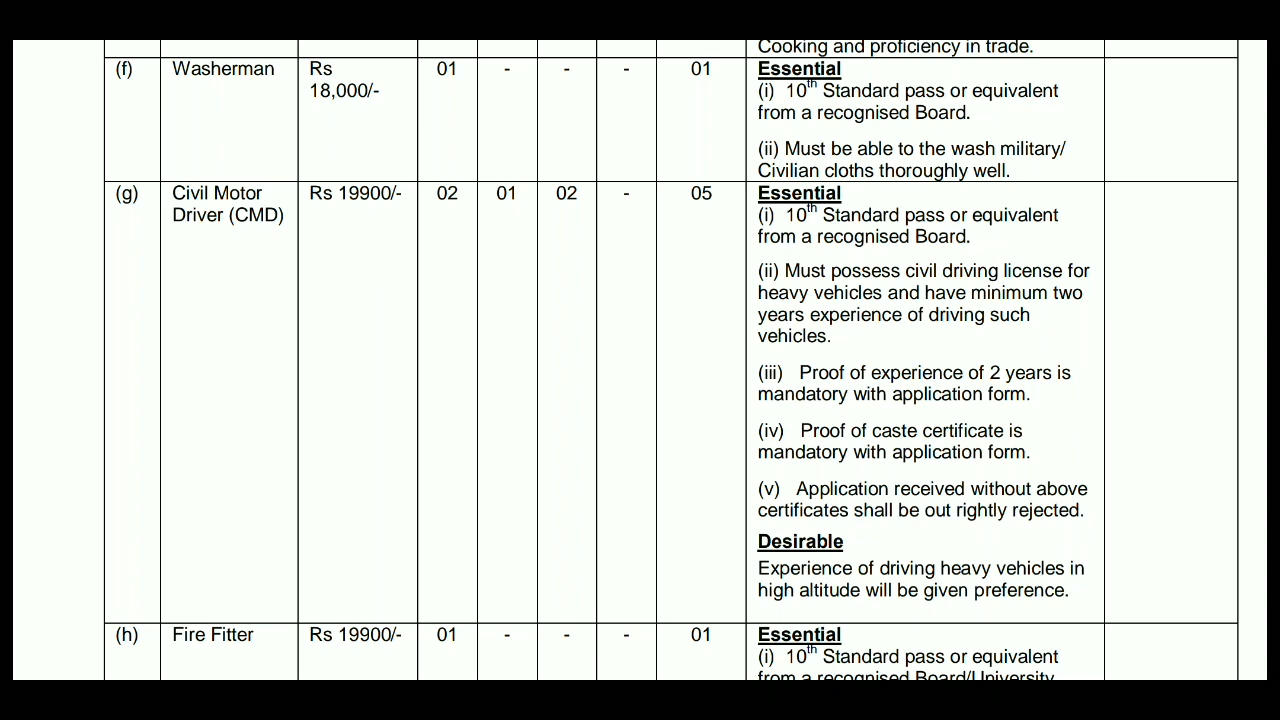 Cooking and proficiency in trade.
(f) Washerman Rs 18,000/- 01 - - - 01 Essential
(i) 10th Standard pass or equivalent
from a recognised Board.
(ii) Must be able to the wash military/
Civilian cloths thoroughly well.
(g) Civil Motor Driver (CMD) Rs 19900/- 02 01 02 - 05 Essential
(i) 10th Standard pass or equivalent
from a recognised Board.
(ii) Must possess civil driving license for
heavy vehicles and have minimum two
years experience of driving such
vehicles.
(iii) Proof of experience of 2 years is
mandatory with application form.
(iv) Proof of caste certificate is
mandatory with application form.
(v) Application received without above
certificates shall be out rightly rejected.
Desirable
Experience of driving heavy vehicles in
high altitude will be given preference.
(h) Fire Fitter Rs 19900/- 01 - - - 01 Essential
(i) 10th Standard pass or equivalent
from a recognised Board/University